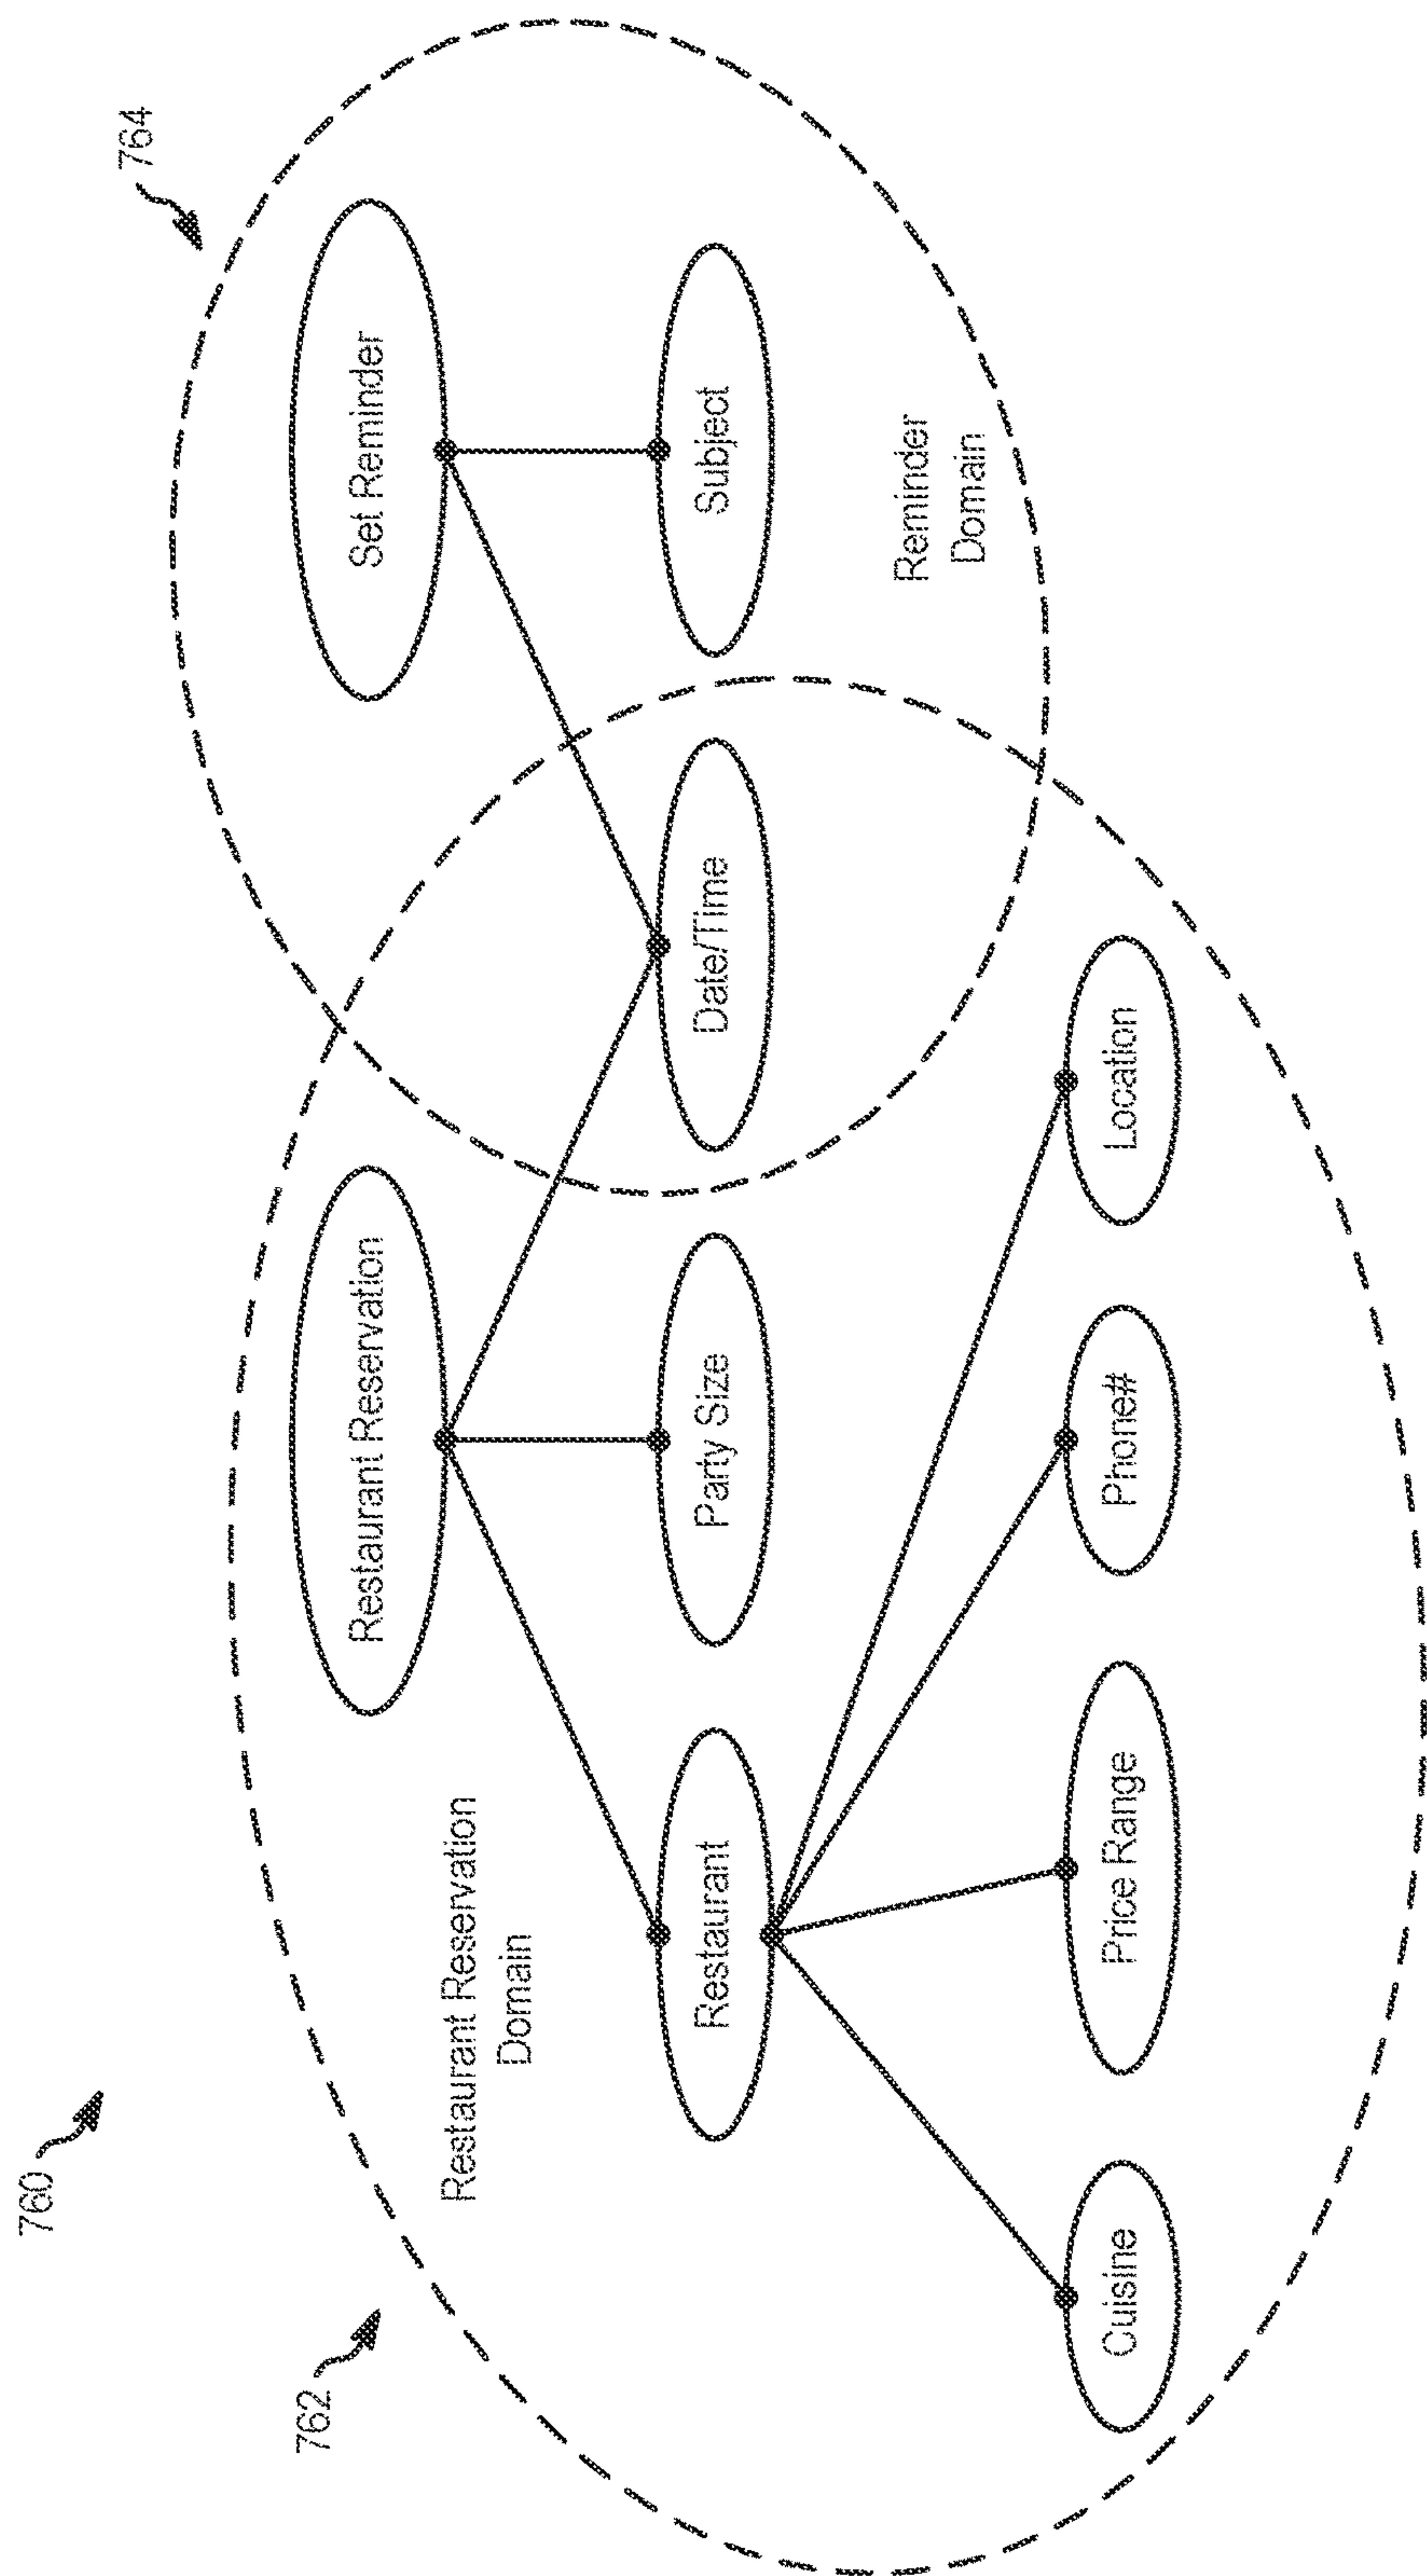 760
762
764
Restaurant Reservation
Set Reminder
Restaurant Reservation
Domain
Restaurant
Party Size
Date/Time
Subject
Reminder
Domain
Cuisine
Price Range
Phone#
Location